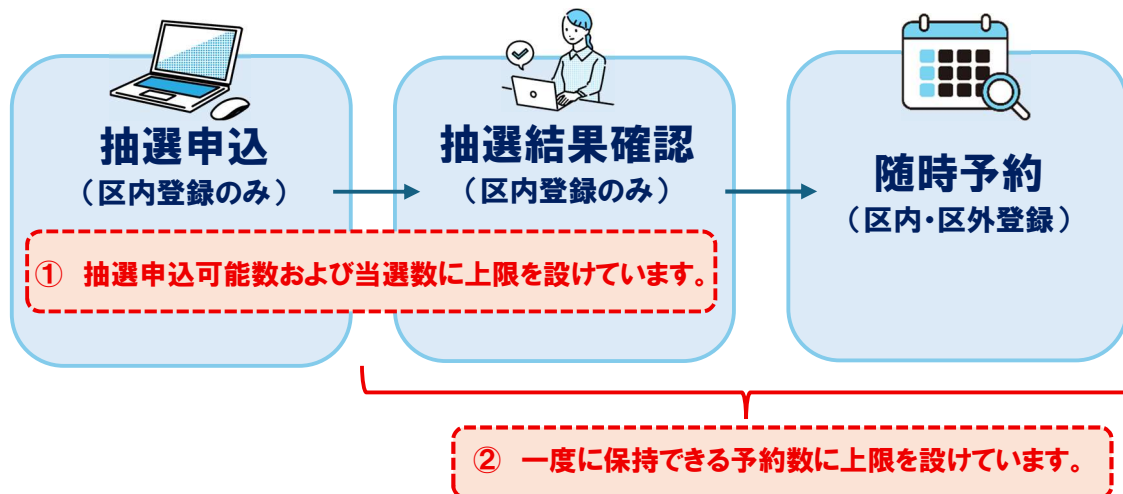 抽選申込
（区内登録のみ）
抽選結果確認
（区内登録のみ）
随時予約
（区内・区外登録）
① 抽選申込可能数および当選数に上限を設けています。
② 一度に保持できる予約数に上限を設けています。